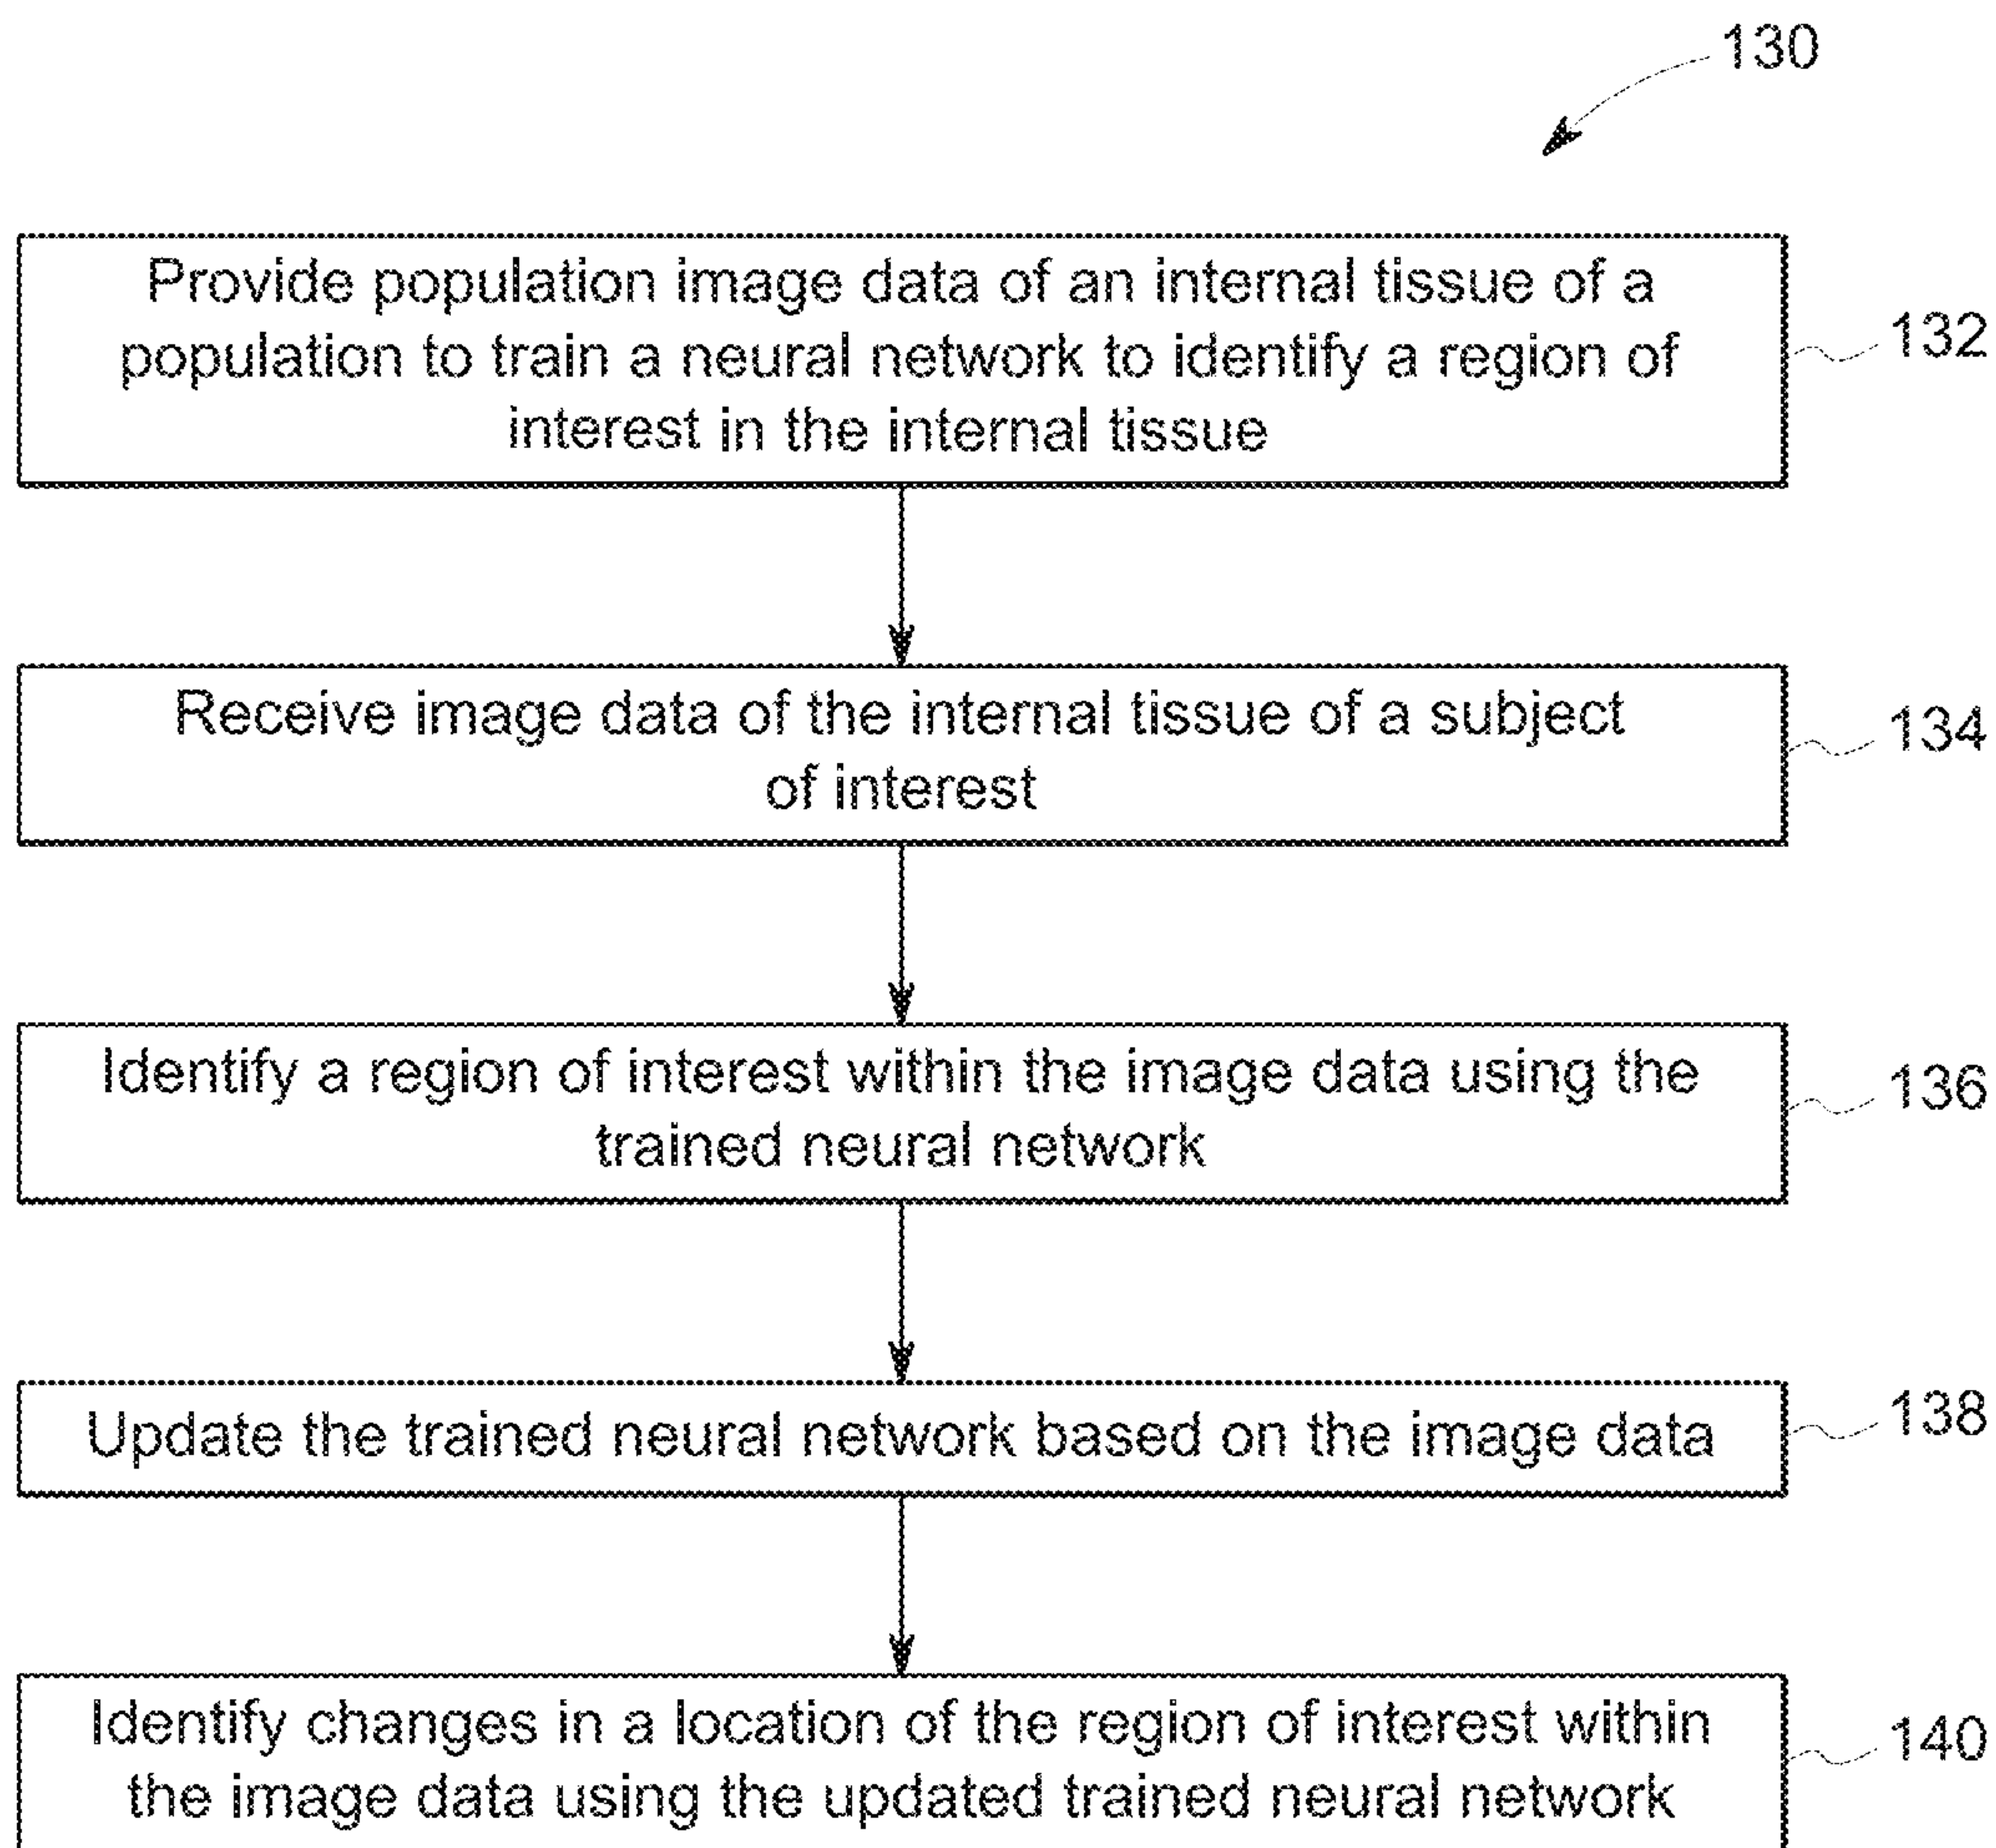 130
Provide population image data of an internal tissue of a
population to train a neural network to identify a region of
interest in the internal tissue
132
Receive image data of the internal tissue of a subject
of interest
134
Identify a region of interest within the image data using the
trained neural network
136
Update the trained neural network based on the image data
138
Identify changes in a location of the region of interest within
the image data using the updated trained neural network
140